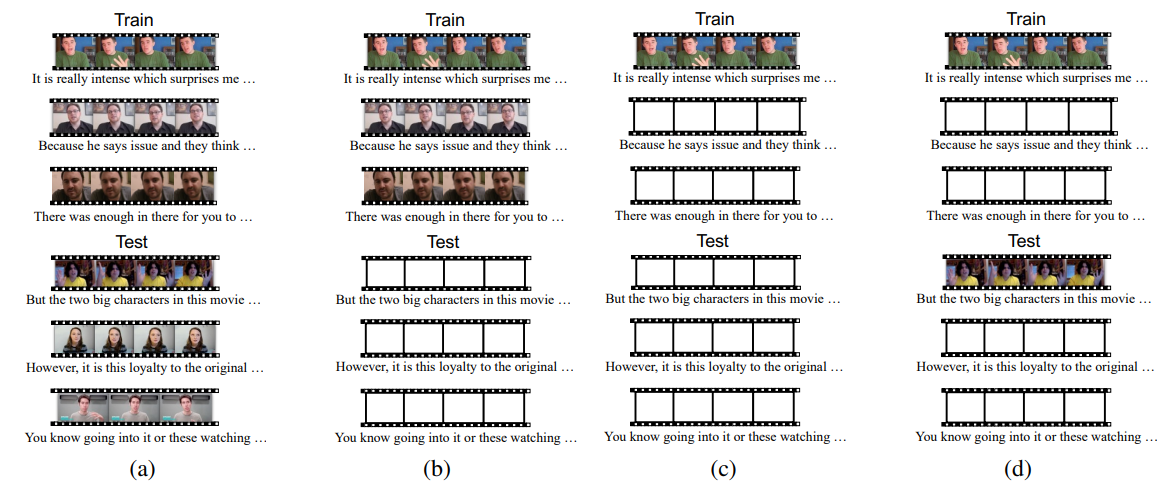 Train
It is really intense which surprises me …
Because he says issue and they think …
There was enough in there for you to …
Test
But the two big characters in this movie …
However, it is this loyalty to the original …
You know going into it or these watching …
(a)
Train
It is really intense which surprises me …
Because he says issue and they think …
There was enough in there for you to …
Test
But the two big characters in this movie …
However, it is this loyalty to the original …
You know going into it or these watching …
(b)
Train
It is really intense which surprises me …
Because he says issue and they think …
There was enough in there for you to …
Test
But the two big characters in this movie …
However, it is this loyalty to the original …
You know going into it or these watching …
(c)
Train
It is really intense which surprises me …
Because he says issue and they think …
There was enough in there for you to …
Test
But the two big characters in this movie …
However, it is this loyalty to the original …
You know going into it or these watching …
(d)